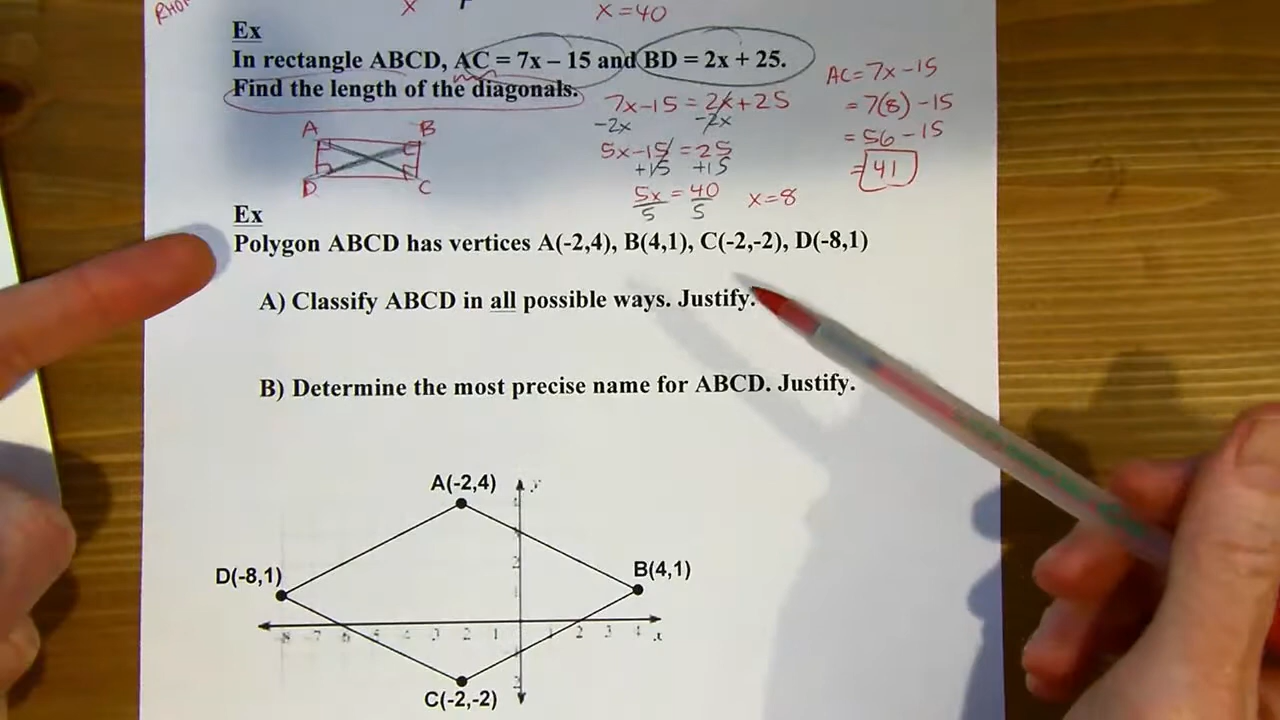 x = 40
Ex
In rectangle ABCD, AC = 7x – 15 and BD = 2x + 25.
Find the length of the diagonals.
A B
D C
7x-15 = 2x+25
-2x -2x
5x-15 = 25
+15 +15
5x = 40
5 5
x=8
AC = 7x-15
= 7(8) -15
= 56 -15
= 41
Ex
Polygon ABCD has vertices A(-2,4), B(4,1), C(-2,-2), D(-8,1)
A) Classify ABCD in all possible ways. Justify.
B) Determine the most precise name for ABCD. Justify.
A(-2,4) y
D(-8,1)
B(4,1)
2
1
8 7 6 5 4 3 2 1 1 2 3 4 x
C(-2,-2)